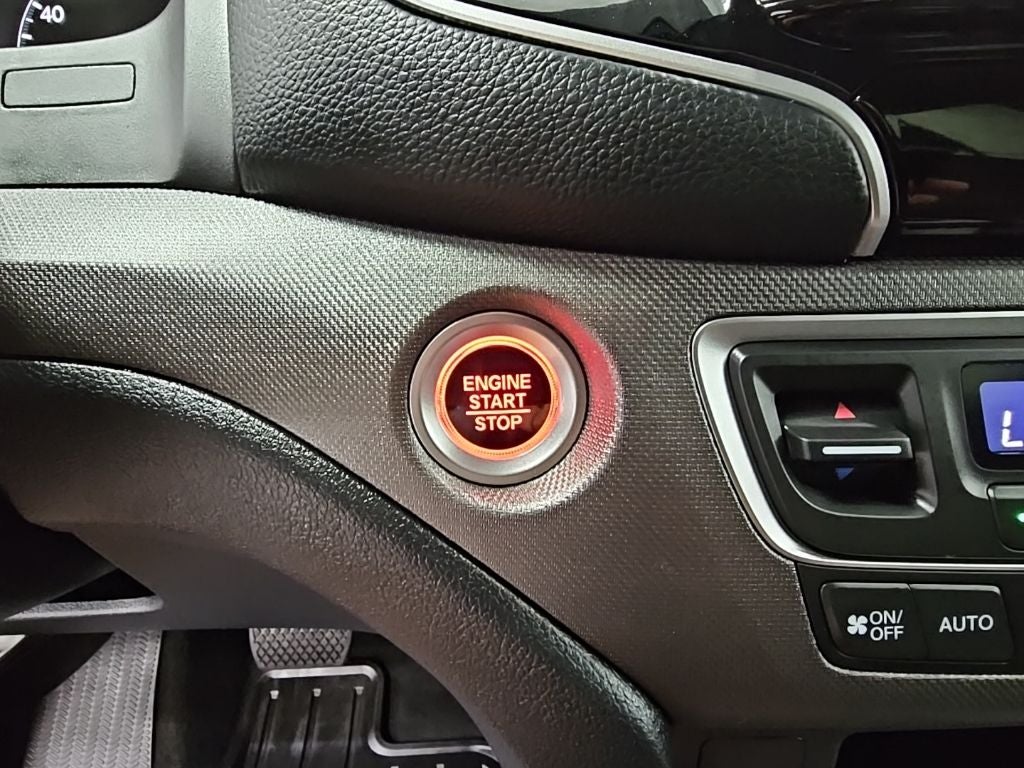 40
ENGINE
START
STOP
L
ON/
OFF
AUTO